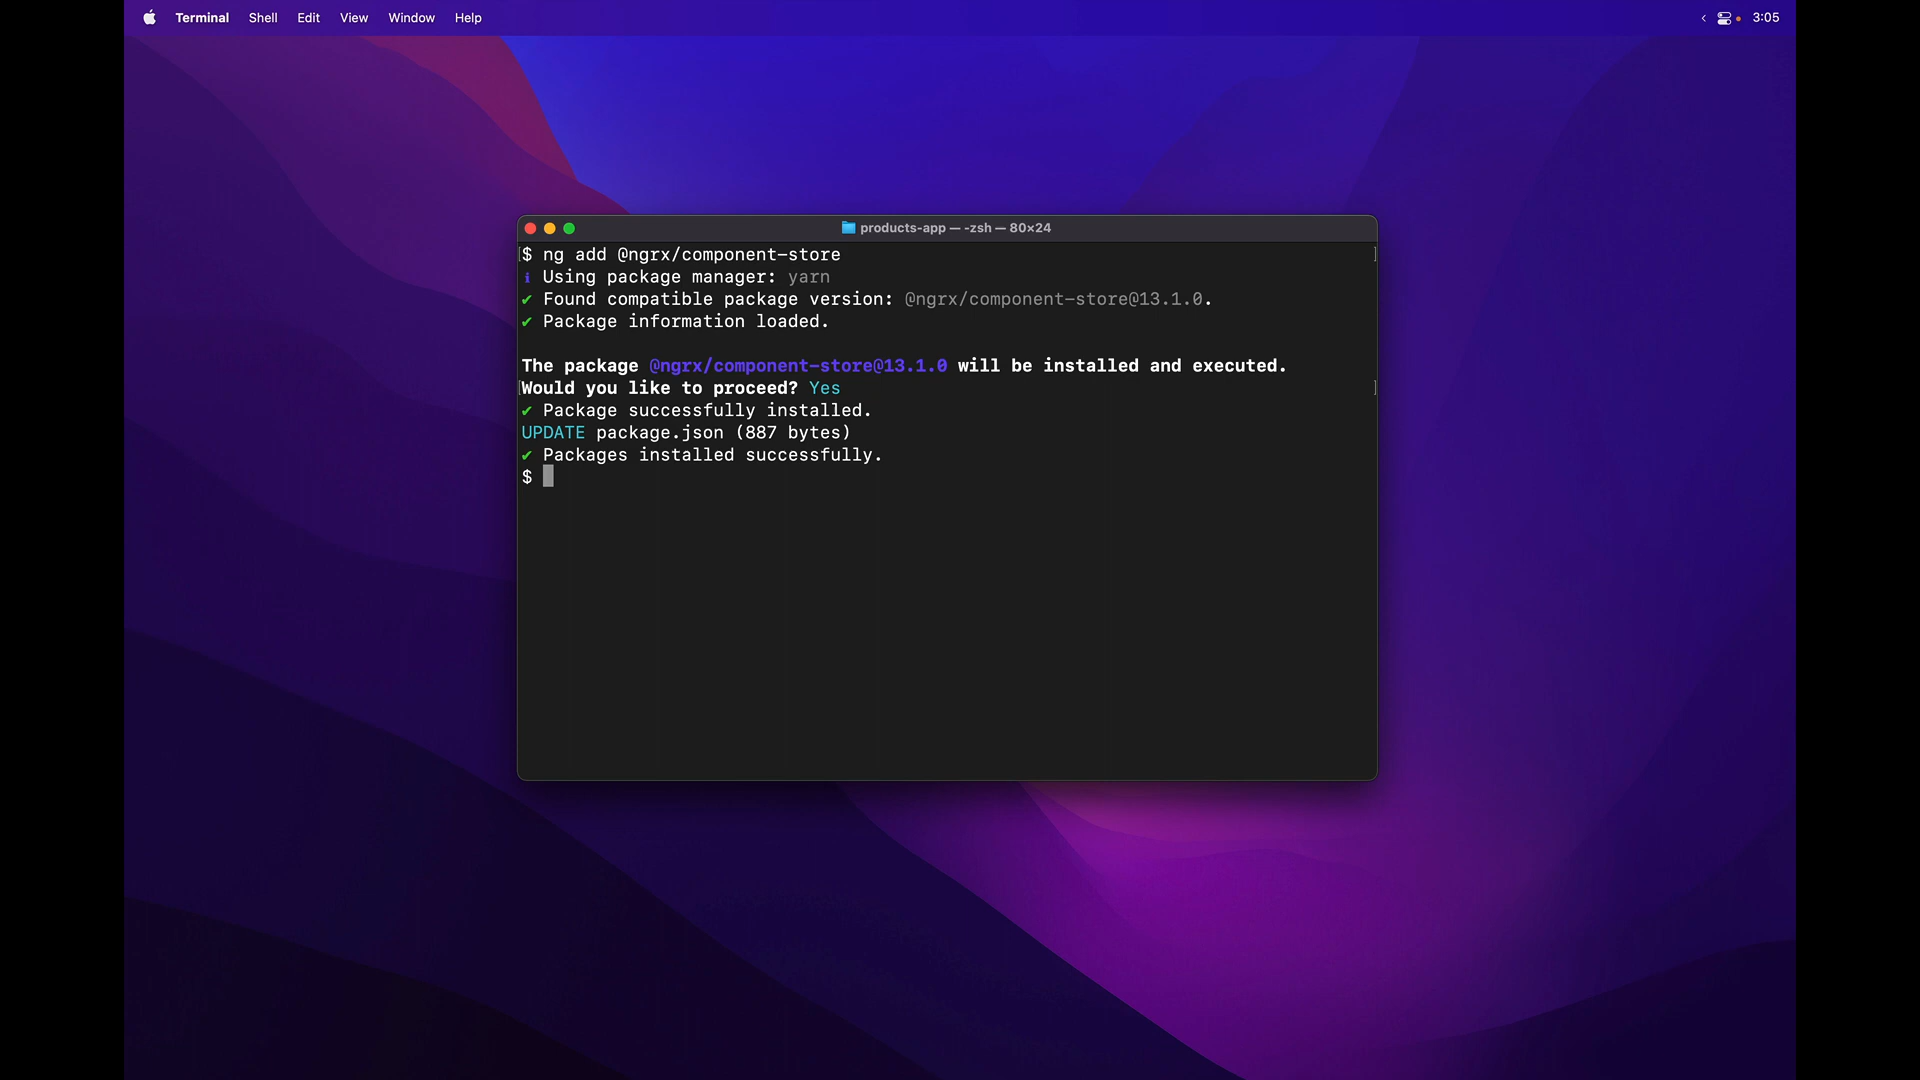 Terminal Shell Edit View Window Help 3:05
products-app — -zsh — 80×24
$ ng add @ngrx/component-store
ℹ Using package manager: yarn
✔ Found compatible package version: @ngrx/component-store@13.1.0.
✔ Package information loaded.
The package @ngrx/component-store@13.1.0 will be installed and executed.
Would you like to proceed? Yes
✔ Package successfully installed.
UPDATE package.json (887 bytes)
✔ Packages installed successfully.
$